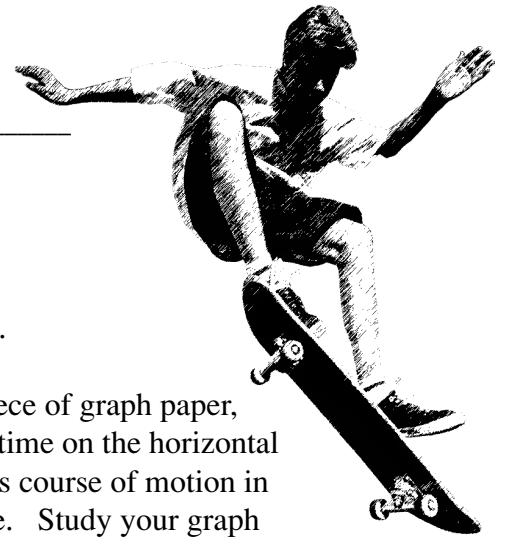 .
ece of graph paper,
time on the horizontal
s course of motion in
e. Study your graph